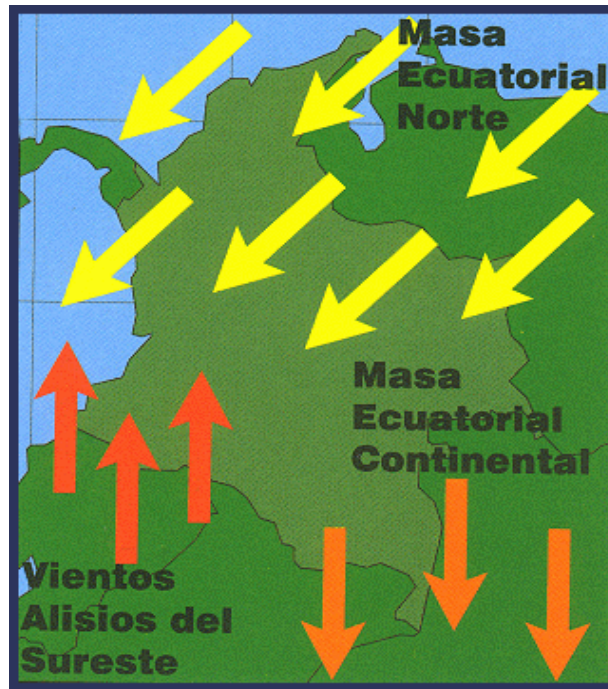 Masa
Ecuatorial
Norte
Masa
Ecuatorial
Continental
Vientos
Alisios del
Sureste